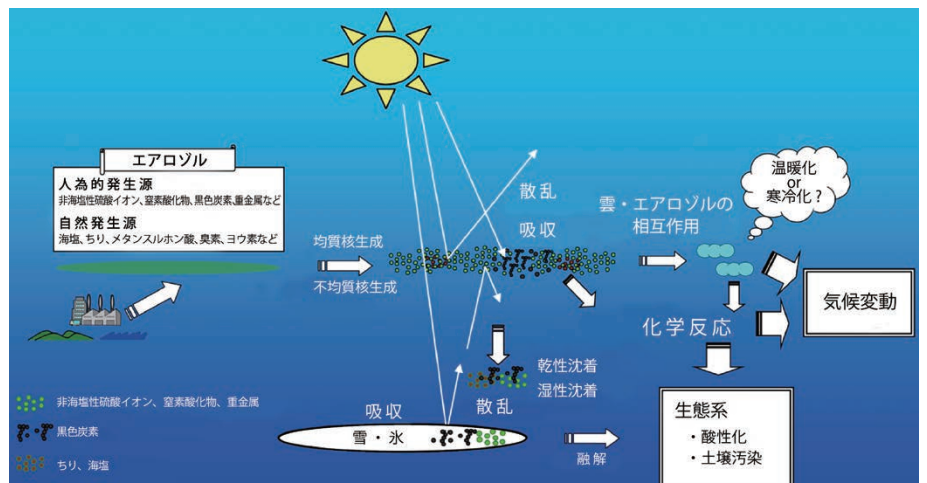 エアロゾル
人為的発生源
非海塩性硫酸イオン、窒素酸化物、黒色炭素、重金属など
自然発生源
海塩、ちり、メタンスルホン酸、臭素、ヨウ素など
均質核生成
不均質核生成
散乱
吸収
雲・エアロゾルの
相互作用
温暖化
or
寒冷化？
気候変動
化学反応
乾性沈着
湿性沈着
吸収
散乱
雪・氷
融解
生態系
・酸性化
・土壌汚染
非海塩性硫酸イオン、窒素酸化物、重金属
黒色炭素
ちり、海塩